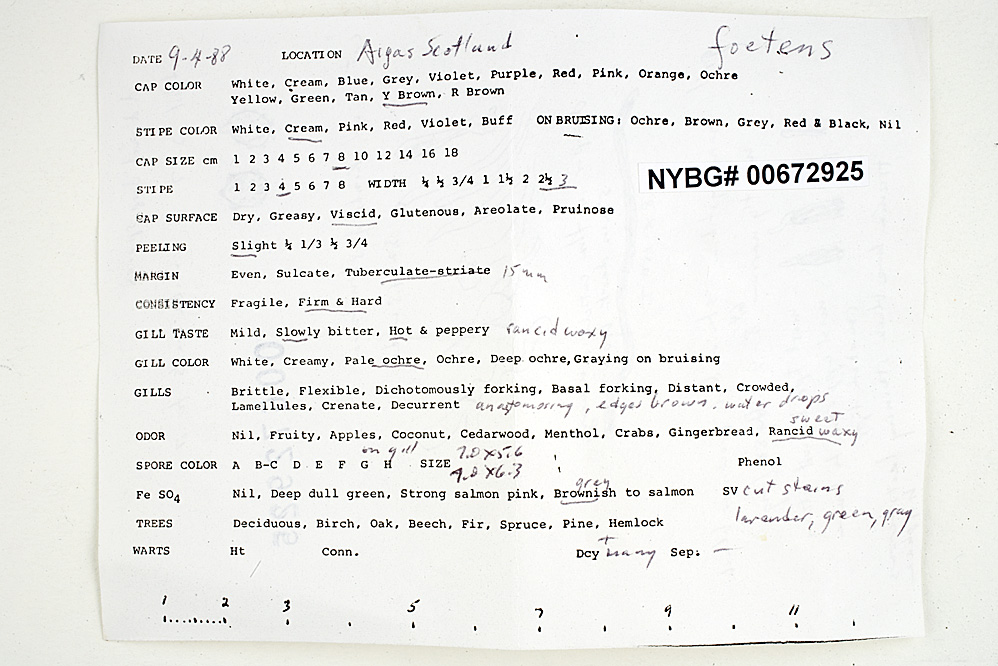 DATE 9-4-88 LOCATION Aigas Scotland foetens
CAP COLOR White, Cream, Blue, Grey, Violet, Purple, Red, Pink, Orange, Ochre
Yellow, Green, Tan, Y Brown, R Brown
STIPE COLOR White, Cream, Pink, Red, Violet, Buff ON BRUISING: Ochre, Brown, Grey, Red & Black, Nil
CAP SIZE cm 1 2 3 4 5 6 7 8 10 12 14 16 18
STIPE 1 2 3 4 5 6 7 8 WIDTH ¼ ½ 3/4 1 1½ 2 2½ 3
NYBG# 00672925
CAP SURFACE Dry, Greasy, Viscid, Glutenous, Areolate, Pruinose
PEELING Slight ¼ 1/3 ½ 3/4
MARGIN Even, Sulcate, Tuberculate-striate 15 mm
CONSISTENCY Fragile, Firm & Hard
GILL TASTE Mild, Slowly bitter, Hot & peppery rancid waxy
GILL COLOR White, Creamy, Pale ochre, Ochre, Deep ochre, Graying on bruising
GILLS Brittle, Flexible, Dichotomously forking, Basal forking, Distant, Crowded,
Lamellules, Crenate, Decurrent anastomosing, edges brown. water drops
sweet
ODOR Nil, Fruity, Apples, Coconut, Cedarwood, Menthol, Crabs, Gingerbread, Rancid waxy
on gill 7.0 x 5.6
SPORE COLOR A B-C D E F G H SIZE 9.0 x 6.3 Phenol
grey
Fe SO4 Nil, Deep dull green, Strong salmon pink, Brownish to salmon SV cut stains
lavender, green, gray
TREES Deciduous, Birch, Oak, Beech, Fir, Spruce, Pine, Hemlock
WARTS Ht Conn. Dcy + many Sep. —
1 2 3 5 7 9 11